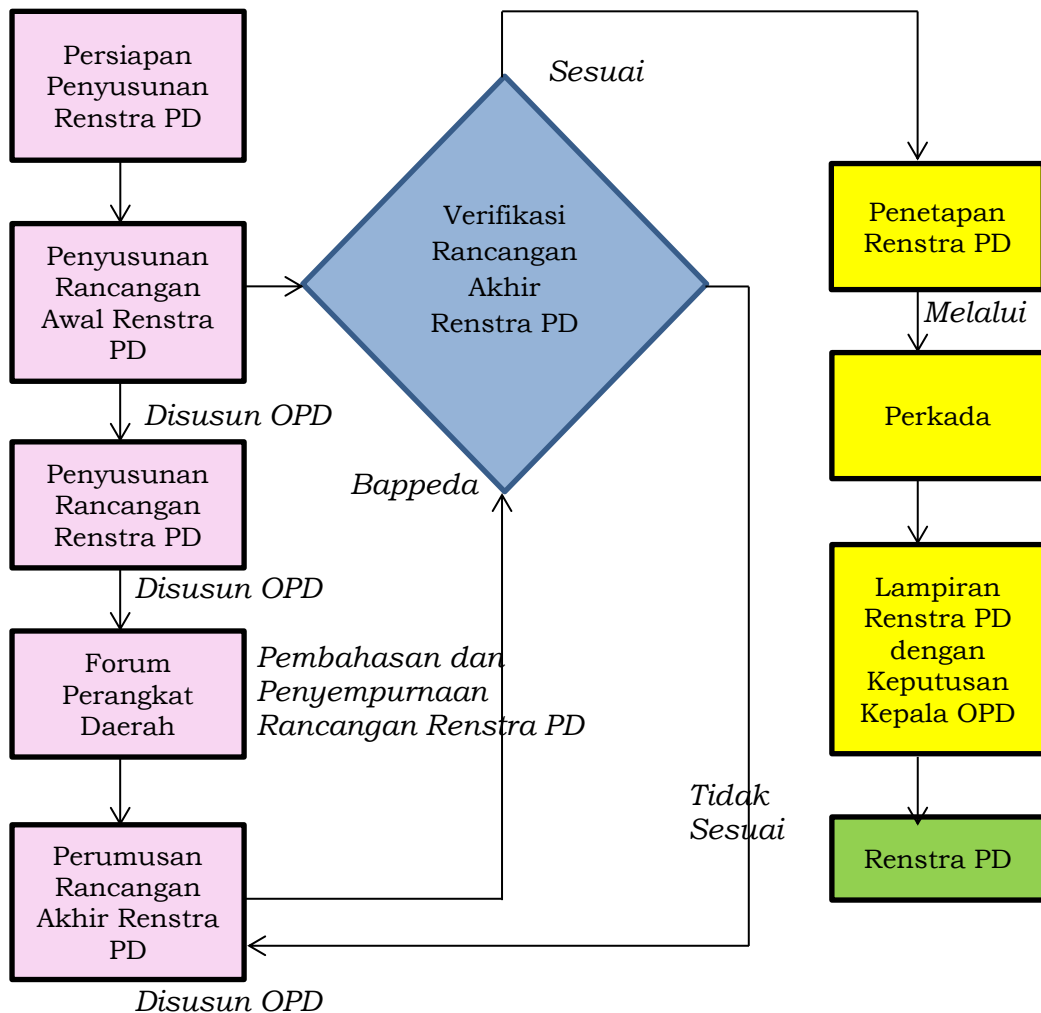 Persiapan
Penyusunan
Renstra PD
Penyusunan
Rancangan
Awal Renstra
PD
Disusun OPD
Penyusunan
Rancangan
Renstra PD
Disusun OPD
Forum
Perangkat
Daerah
Pembahasan dan
Penyempurnaan
Rancangan Renstra PD
Perumusan
Rancangan
Akhir Renstra
PD
Disusun OPD
Verifikasi
Rancangan
Akhir
Renstra PD
Bappeda
Sesuai
Tidak
Sesuai
Penetapan
Renstra PD
Melalui
Perkada
Lampiran
Renstra PD
dengan
Keputusan
Kepala OPD
Renstra PD